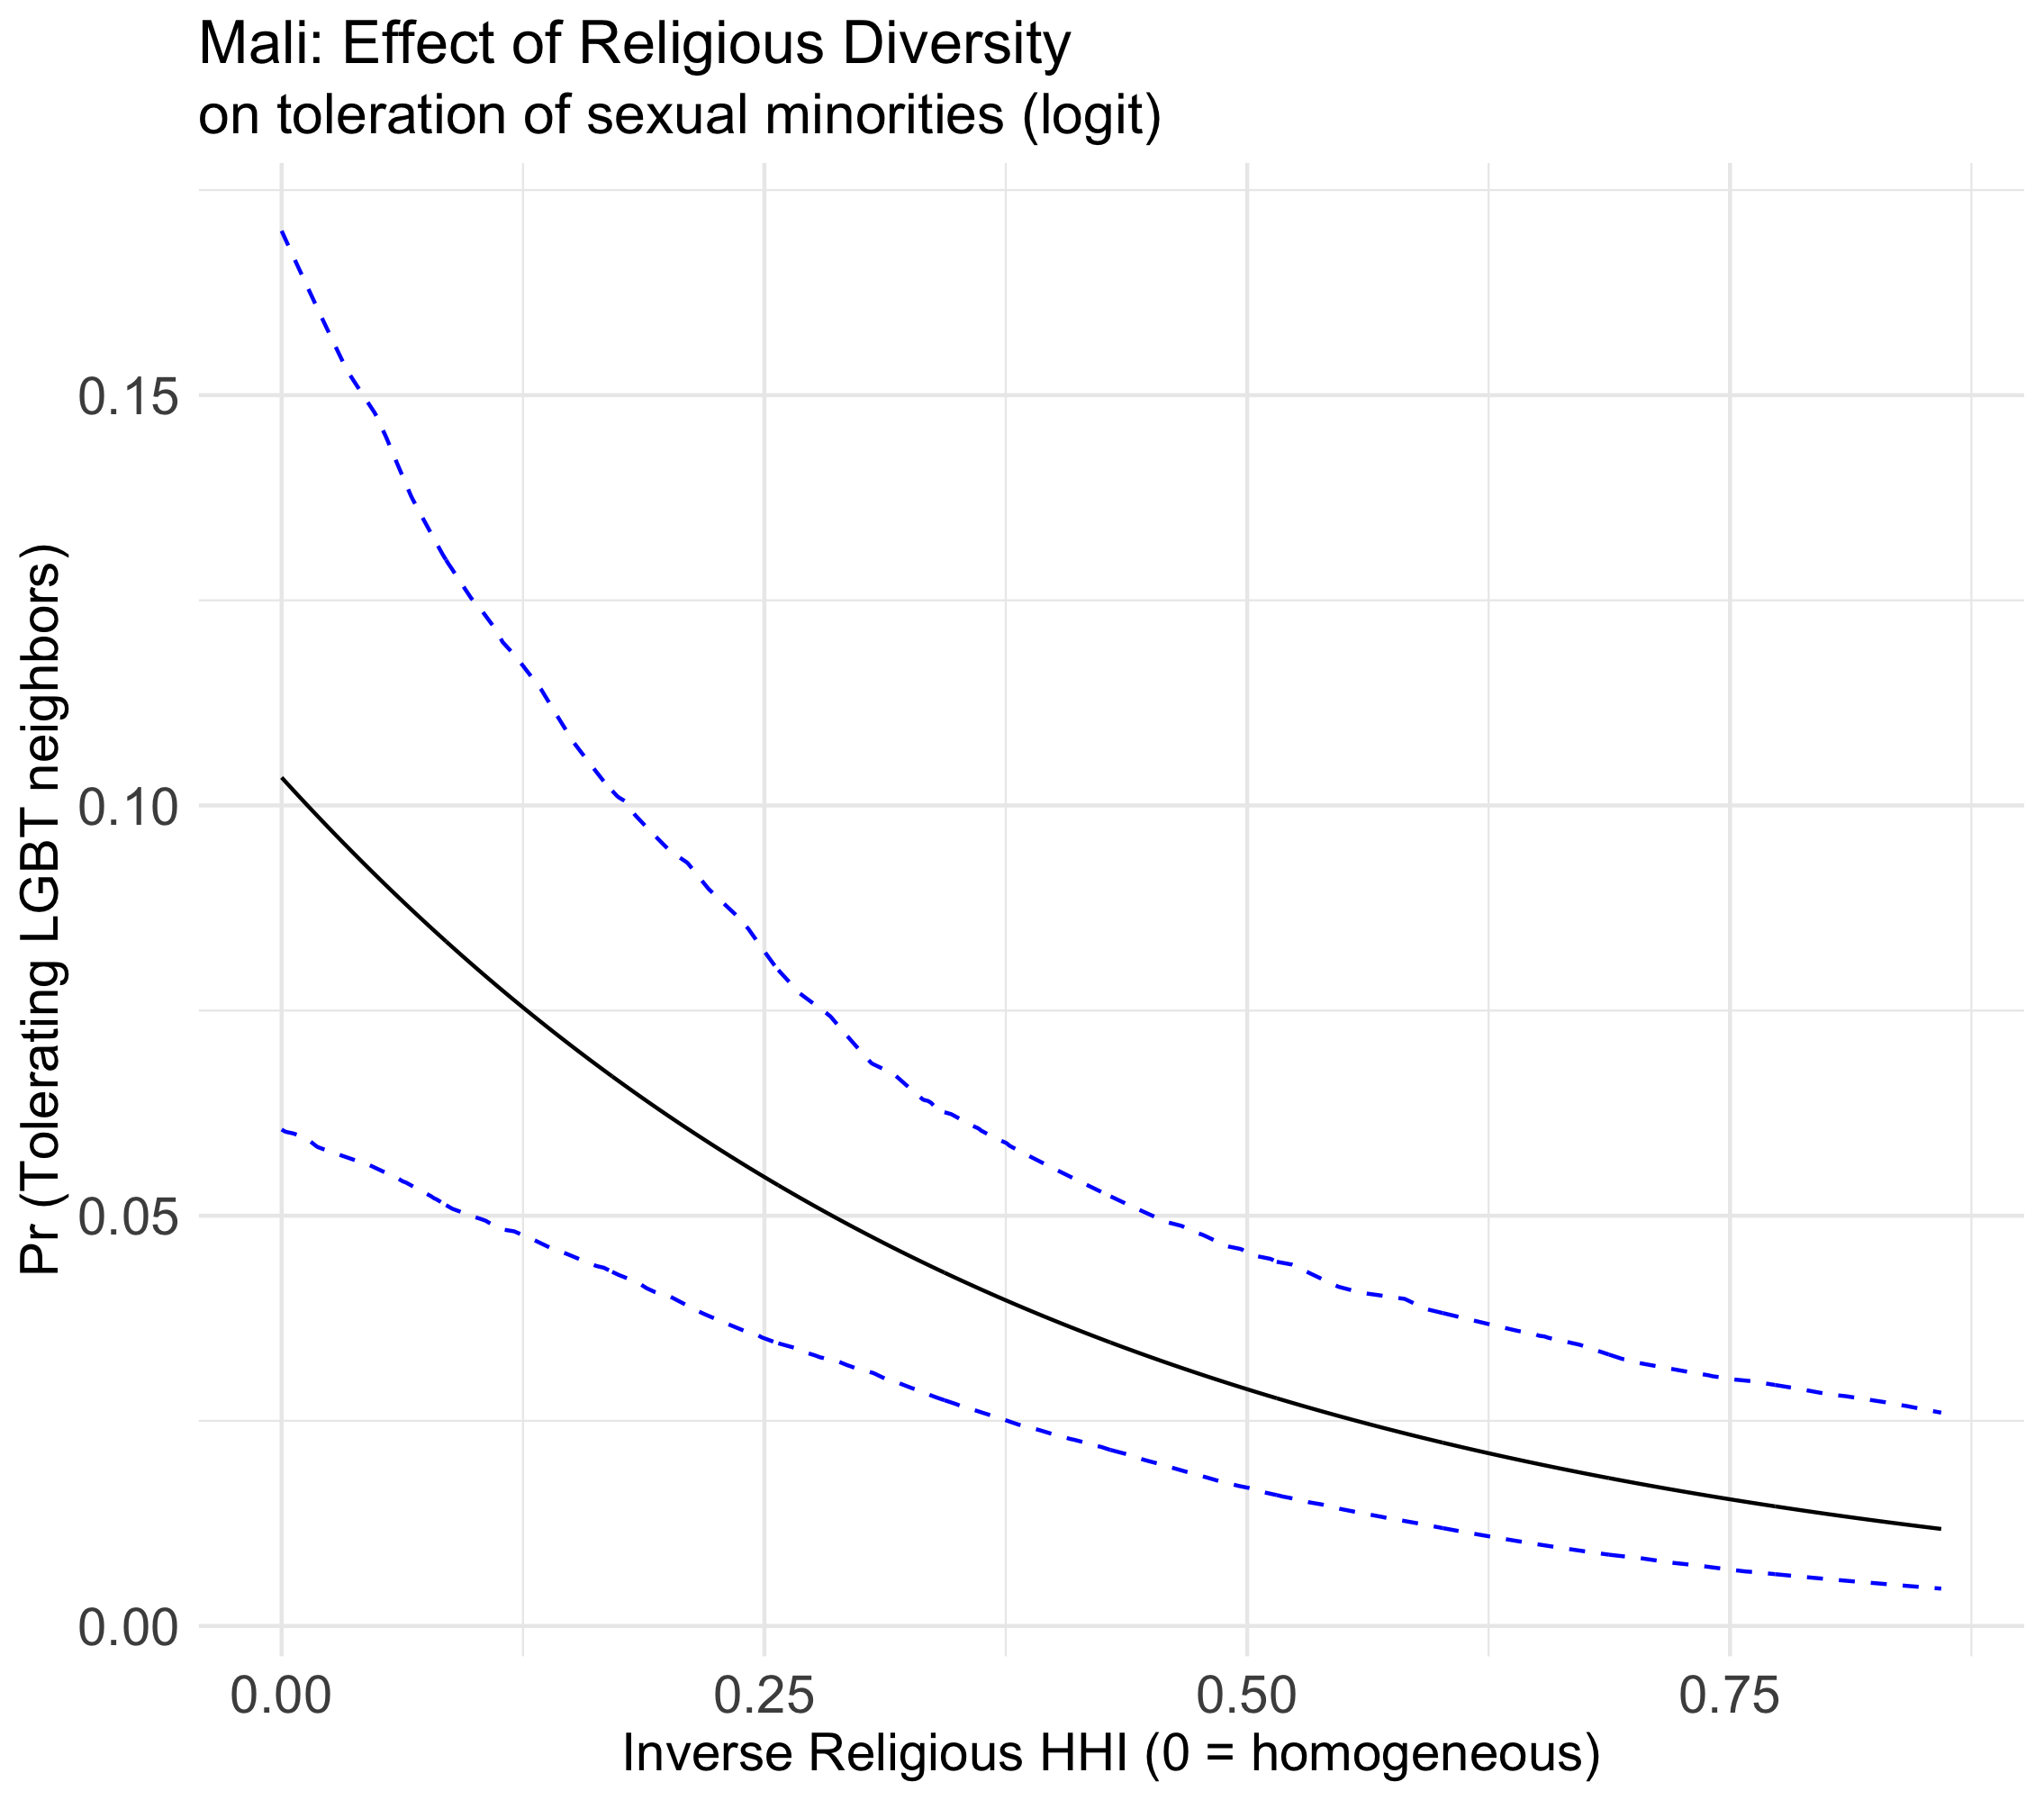 Mali: Effect of Religious Diversity
on toleration of sexual minorities (logit)
Pr (Tolerating LGBT neighbors)
0.15
0.10
0.05
0.00
0.00 0.25 0.50 0.75
Inverse Religious HHI (0 = homogeneous)